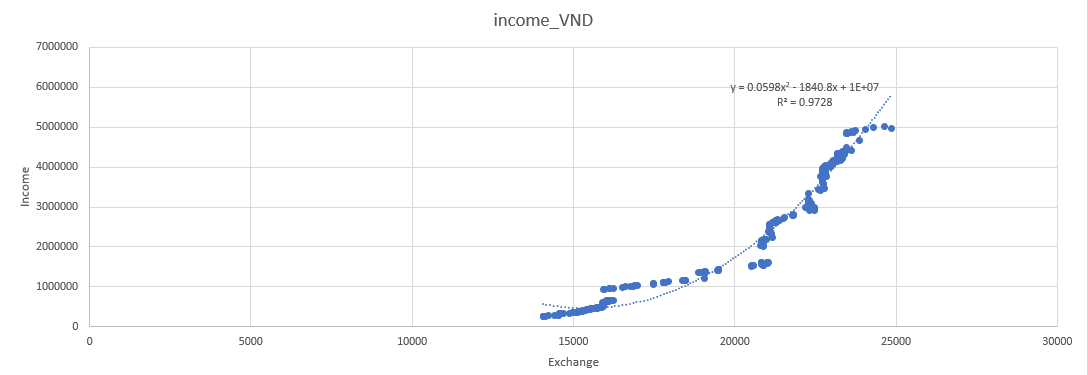 income_VND
7000000
6000000
5000000
4000000
3000000
2000000
1000000
0
Income
y = 0.0598x² - 1840.8x + 1E+07
R² = 0.9728
0 5000 10000 15000 20000 25000 30000
Exchange